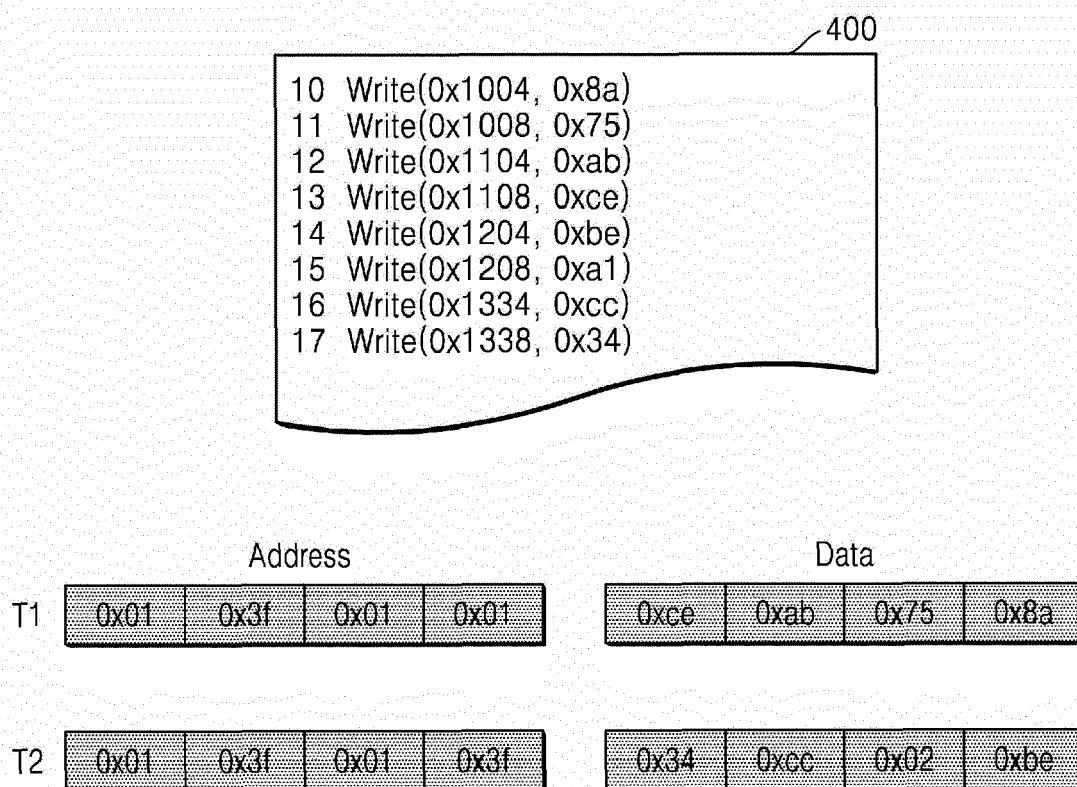 400
10 Write(0x1004, 0x8a)
11 Write(0x1008, 0x75)
12 Write(0x1104, 0xab)
13 Write(0x1108, 0xce)
14 Write(0x1204, 0xbe)
15 Write(0x1208, 0xa1)
16 Write(0x1334, 0xcc)
17 Write(0x1338, 0x34)
Address Data
T1 0x01 0x3f 0x01 0x01 0xce 0xab 0x75 0x8a
T2 0x01 0x3f 0x01 0x3f 0x34 0xcc 0x02 0xbe